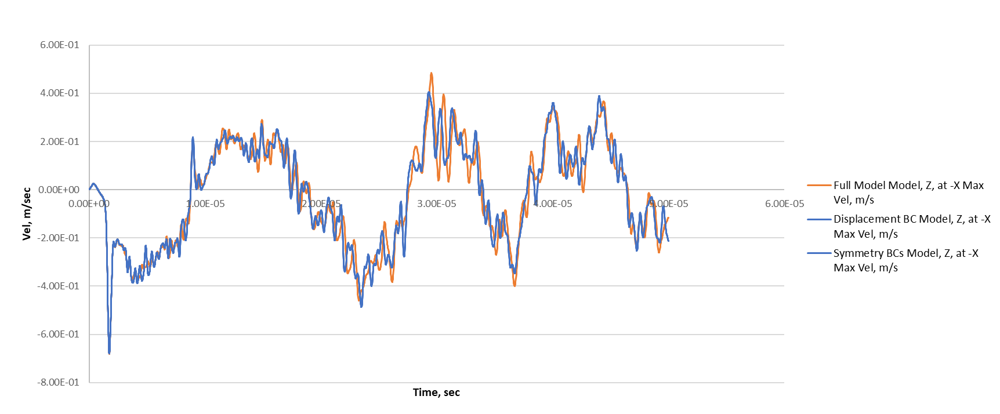 6.00E-01
4.00E-01
2.00E-01
0.00E+00
-2.00E-01
-4.00E-01
-6.00E-01
-8.00E-01
0.00E+00 1.00E-05 2.00E-05 3.00E-05 4.00E-05 5.00E-05 6.00E-05
Vel, m/sec
Time, sec
Full Model Model, Z, at -X Max
Vel, m/s
Displacement BC Model, Z, at -X
Max Vel, m/s
Symmetry BCs Model, Z, at -X
Max Vel, m/s